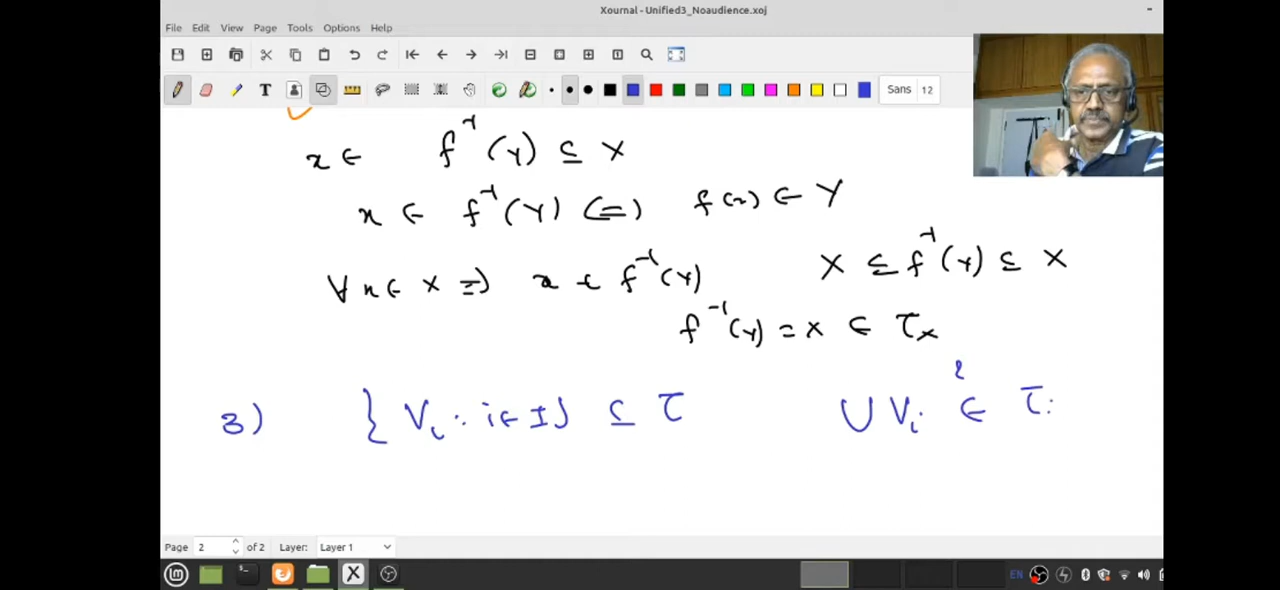 Xournal - Unified3_Noaudience.xoj
File Edit View Page Tools Options Help
Sans 12
x ∈ f⁻¹(Y) ⊆ X
x ∈ f⁻¹(Y) (=) f(x) ∈ Y
∀ x ∈ X =) x ∈ f⁻¹(Y) X ⊆ f⁻¹(Y) ⊆ X
f⁻¹(Y) = X ∈ τ_X
3) { V_i : i ∈ I } ⊆ τ ∪ V_i ∈ τ.
Page 2 of 2 Layer: Layer 1
EN